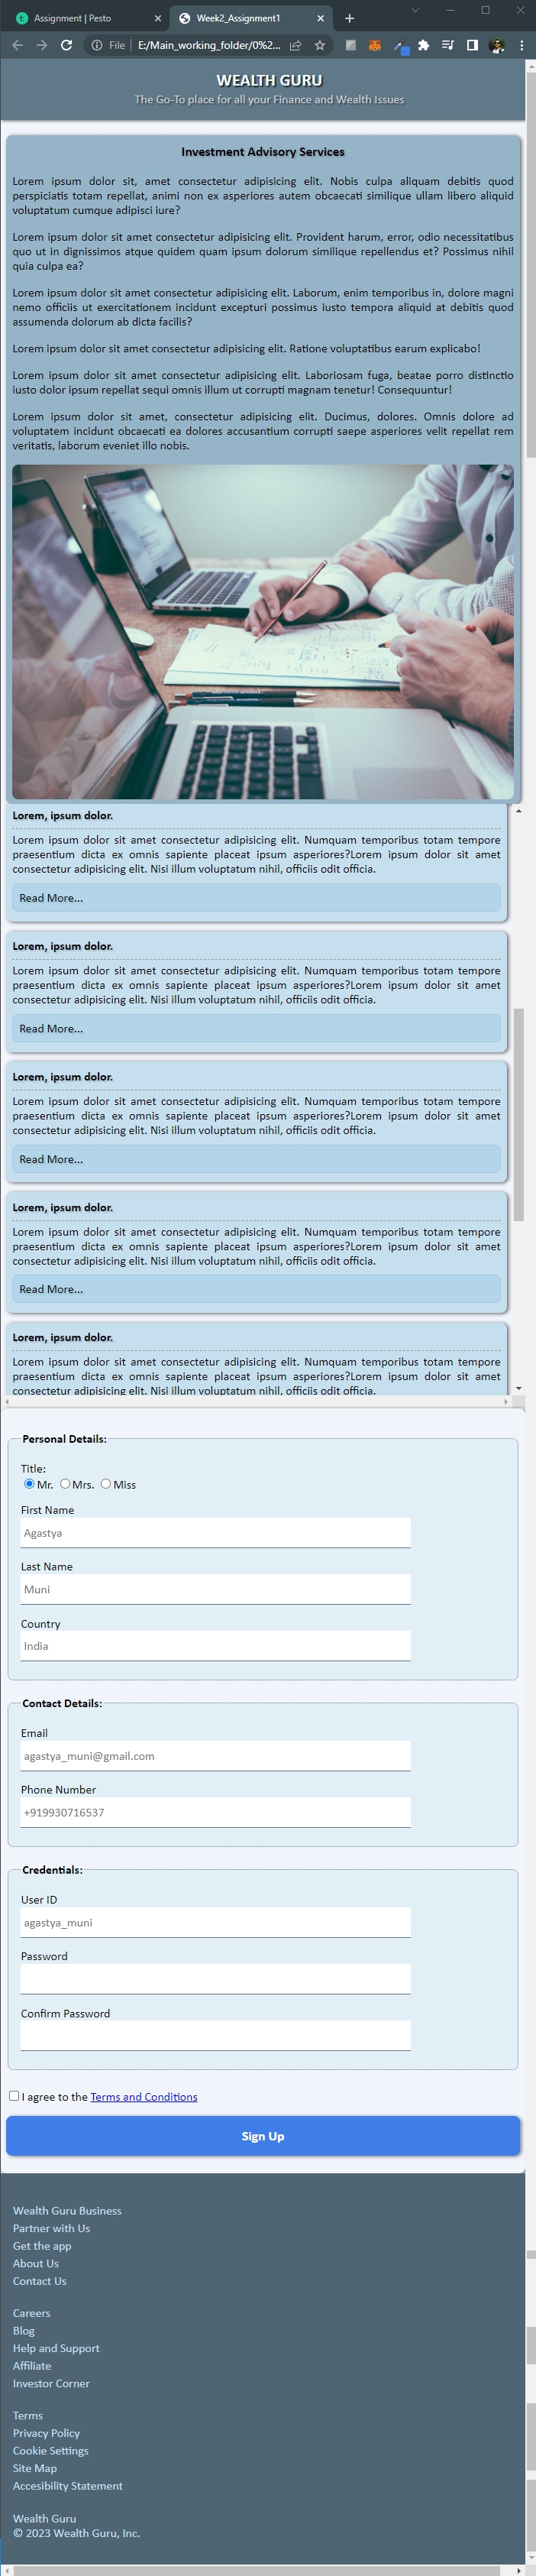 Assignment | Pesto
Week2_Assignment1
File
E:/Main_working_folder/0%2...
WEALTH GURU
The Go-To place for all your Finance and Wealth Issues
Investment Advisory Services
Lorem ipsum dolor sit, amet consectetur adipisicing elit. Nobis culpa aliquam debitis quod
perspiciatis totam repellat, animi non ex asperiores autem obcaecati similique ullam libero aliquid
voluptatum cumque adipisci iure?
Lorem ipsum dolor sit amet consectetur adipisicing elit. Provident harum, error, odio necessitatibus
quo ut in dignissimos atque quidem quam ipsum dolorum similique repellendus et? Possimus nihil
quia culpa ea?
Lorem ipsum dolor sit amet consectetur adipisicing elit. Laborum, enim temporibus in, dolore magni
nemo officiis ut exercitationem incidunt excepturi possimus iusto tempora aliquid at debitis quod
assumenda dolorum ab dicta facilis?
Lorem ipsum dolor sit amet consectetur adipisicing elit. Ratione voluptatibus earum explicabo!
Lorem ipsum dolor sit amet consectetur adipisicing elit. Laboriosam fuga, beatae porro distinctio
iusto dolor ipsum repellat sequi omnis illum ut corrupti magnam tenetur! Consequuntur!
Lorem ipsum dolor sit amet, consectetur adipisicing elit. Ducimus, dolores. Omnis dolore ad
voluptatem incidunt obcaecati ea dolores accusantium corrupti saepe asperiores velit repellat rem
veritatis, laborum eveniet illo nobis.
Lorem, ipsum dolor.
Lorem ipsum dolor sit amet consectetur adipisicing elit. Numquam temporibus totam tempore
praesentium dicta ex omnis sapiente placeat ipsum asperiores?Lorem ipsum dolor sit amet
consectetur adipisicing elit. Nisi illum voluptatum nihil, officiis odit officia.
Read More...
Lorem, ipsum dolor.
Lorem ipsum dolor sit amet consectetur adipisicing elit. Numquam temporibus totam tempore
praesentium dicta ex omnis sapiente placeat ipsum asperiores?Lorem ipsum dolor sit amet
consectetur adipisicing elit. Nisi illum voluptatum nihil, officiis odit officia.
Read More...
Lorem, ipsum dolor.
Lorem ipsum dolor sit amet consectetur adipisicing elit. Numquam temporibus totam tempore
praesentium dicta ex omnis sapiente placeat ipsum asperiores?Lorem ipsum dolor sit amet
consectetur adipisicing elit. Nisi illum voluptatum nihil, officiis odit officia.
Read More...
Lorem, ipsum dolor.
Lorem ipsum dolor sit amet consectetur adipisicing elit. Numquam temporibus totam tempore
praesentium dicta ex omnis sapiente placeat ipsum asperiores?Lorem ipsum dolor sit amet
consectetur adipisicing elit. Nisi illum voluptatum nihil, officiis odit officia.
Read More...
Lorem, ipsum dolor.
Lorem ipsum dolor sit amet consectetur adipisicing elit. Numquam temporibus totam tempore
praesentium dicta ex omnis sapiente placeat ipsum asperiores?Lorem ipsum dolor sit amet
consectetur adipisicing elit. Nisi illum voluptatum nihil, officiis odit officia.
Personal Details:
Title:
Mr. Mrs. Miss
First Name
Agastya
Last Name
Muni
Country
India
Contact Details:
Email
agastya_muni@gmail.com
Phone Number
+919930716537
Credentials:
User ID
agastya_muni
Password
Confirm Password
I agree to the Terms and Conditions
Sign Up
Wealth Guru Business
Partner with Us
Get the app
About Us
Contact Us
Careers
Blog
Help and Support
Affiliate
Investor Corner
Terms
Privacy Policy
Cookie Settings
Site Map
Accesibility Statement
Wealth Guru
© 2023 Wealth Guru, Inc.